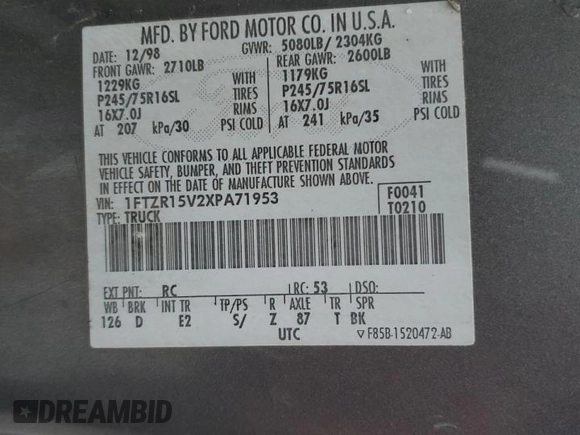 MFD. BY FORD MOTOR CO. IN U.S.A.
DATE: 12/98 GVWR: 5080LB/ 2304KG
FRONT GAWR: 2710LB REAR GAWR: 2600LB
1229KG 1179KG
P245/75R16SL TIRES P245/75R16SL TIRES
16X7.0J RIMS 16X7.0J RIMS
AT 207 kPa/30 PSI COLD AT 241 kPa/35 PSI COLD
THIS VEHICLE CONFORMS TO ALL APPLICABLE FEDERAL MOTOR
VEHICLE SAFETY, BUMPER, AND THEFT PREVENTION STANDARDS
IN EFFECT ON THE DATE OF MANUFACTURE SHOWN ABOVE.
VIN: 1FTZR15V2XPA71953 F0041
TYPE: TRUCK T0210
EXT PNT: RC RC: 53 DSO:
WB BRK INT TR TP/PS R AXLE TR SPR
126 D E2 S/ Z 87 T BK
UTC ▽ F85B-1520472-AB
DREAMBID